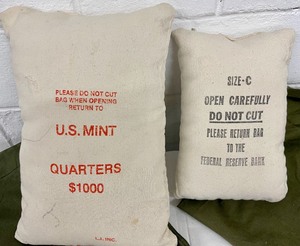 PLEASE DO NOT CUT
BAG WHEN OPENING
RETURN TO
U.S. MINT
QUARTERS
$1000
SIZE-C
OPEN CAREFULLY
DO NOT CUT
PLEASE RETURN BAG
TO THE
FEDERAL RESERVE BANK